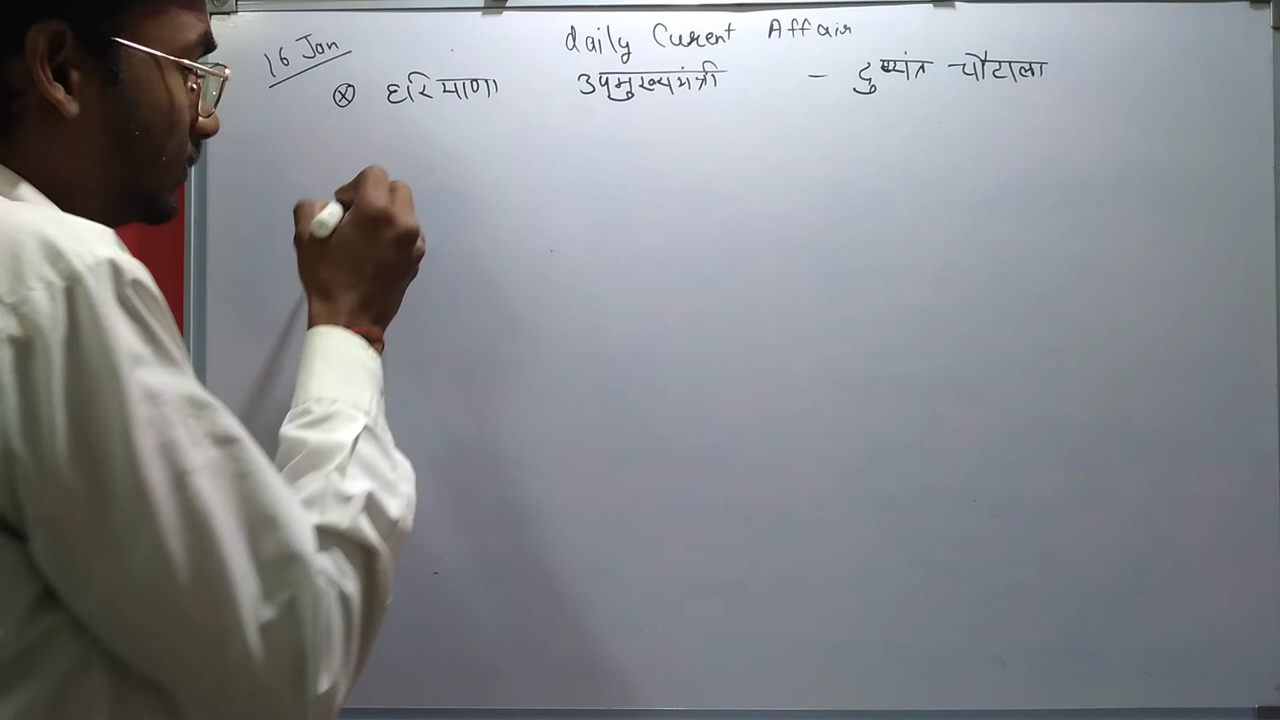 daily Curent Affair
16 Jan
⊗ हरियाणा उपमुख्यमंत्री - दुष्यंत चौटाला